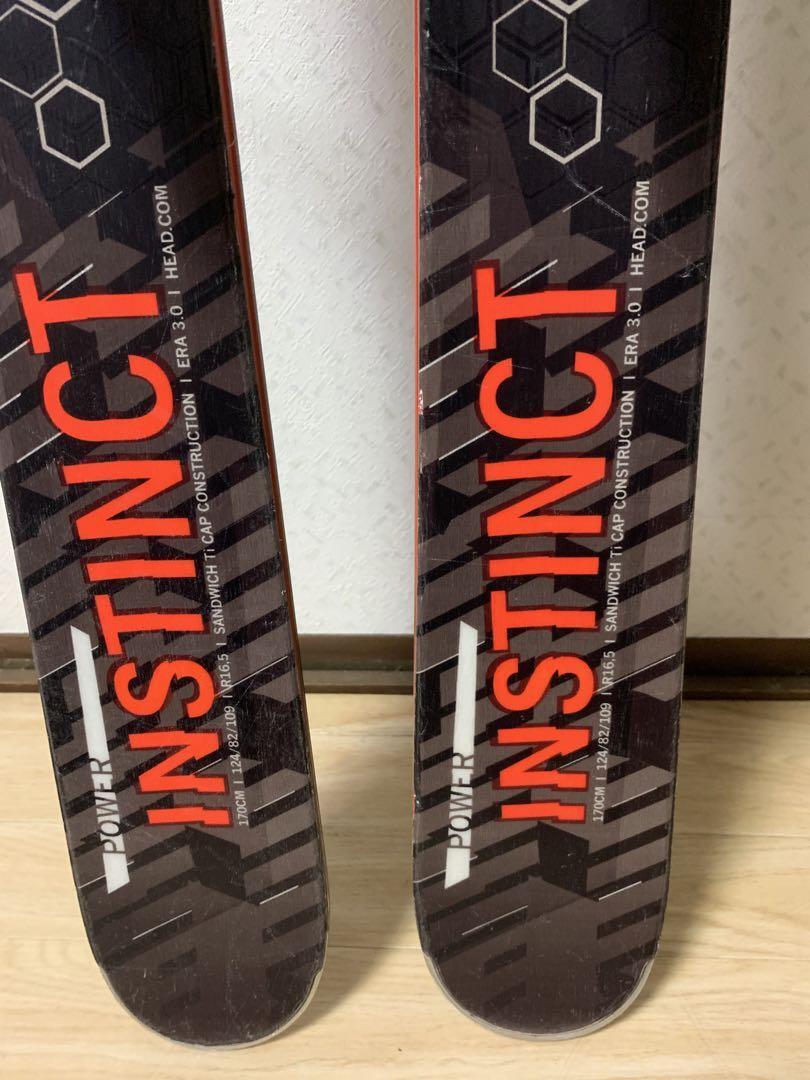 POWER
INSTINCT
170CM I 124/82/109 I R16.5 I SANDWICH Ti CAP CONSTRUCTION I ERA 3.0 I HEAD.COM
POWER
INSTINCT
170CM I 124/82/109 I R16.5 I SANDWICH Ti CAP CONSTRUCTION I ERA 3.0 I HEAD.COM